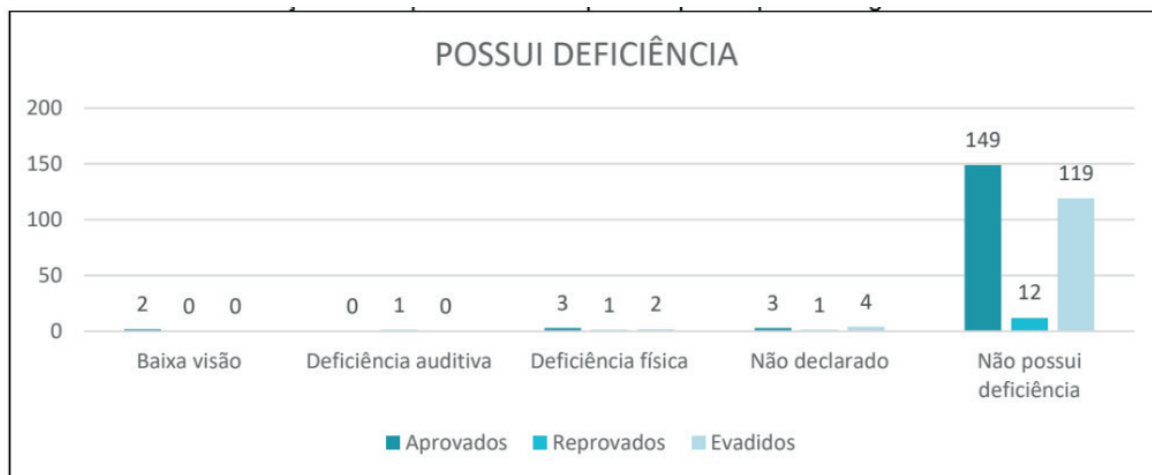 POSSUI DEFICIÊNCIA
200
150
100
50
0
149
12
119
2 0 0
0 1 0
3 1 2
3 1 4
Baixa visão
Deficiência auditiva
Deficiência física
Não declarado
Não possui
deficiência
Aprovados Reprovados Evadidos